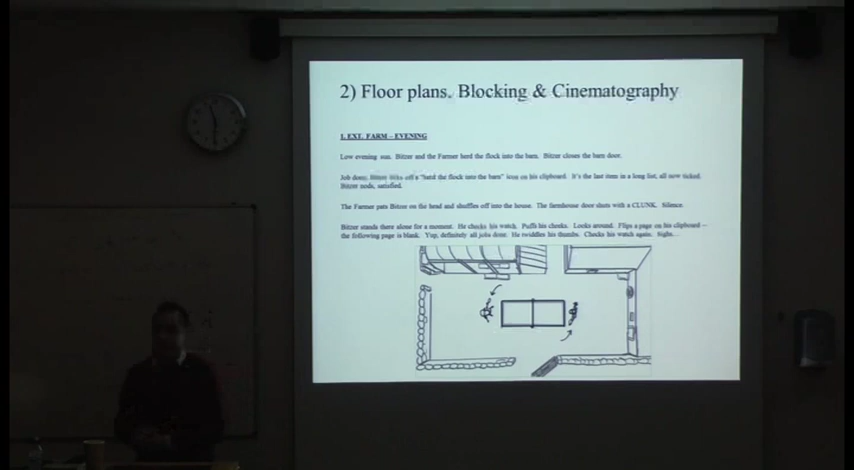 2) Floor plans. Blocking & Cinematography
1. EXT. FARM – EVENING
Low evening sun. Bitzer and the Farmer herd the flock into the barn. Bitzer closes the barn door.
Job done, Bitzer ticks off a "herd the flock into the barn" icon on his clipboard. It's the last item in a long list, all now ticked.
Bitzer nods, satisfied.
The Farmer pats Bitzer on the head and shuffles off into the house. The farmhouse door shuts with a CLUNK. Silence.
Bitzer stands there alone for a moment. He checks his watch. Puffs his cheeks. Looks around. Flips a page on his clipboard –
the following page is blank. Yup, definitely all jobs done. He twiddles his thumbs. Checks his watch again. Sighs...